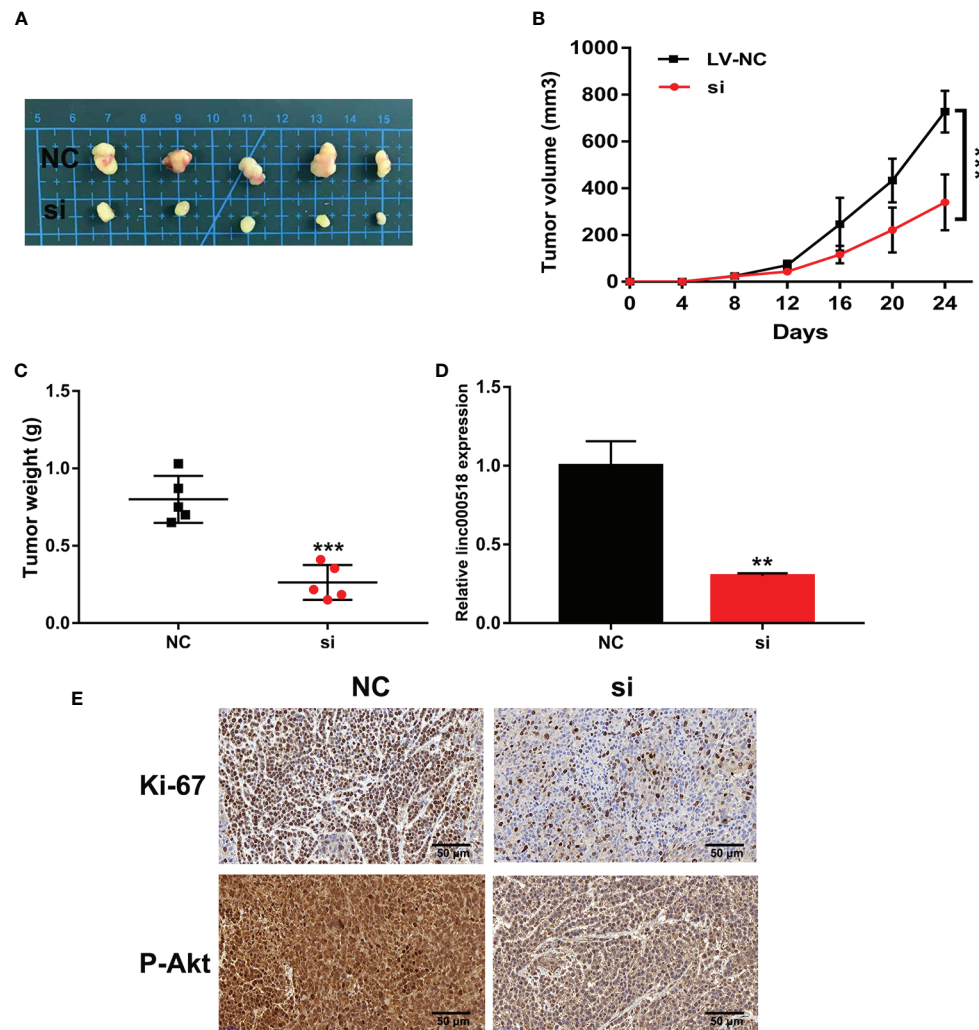 A
5 6 7 8 9 10 11 12 13 14 15
NC
si
B
1000
800
600
400
200
0
Tumor volume (mm3)
LV-NC
si
***
0 4 8 12 16 20 24
Days
C
1.5
1.0
0.5
0.0
Tumor weight (g)
***
NC si
D
1.5
1.0
0.5
0.0
Relative linc000518 expression
**
NC si
E
NC si
Ki-67
50 μm 50 μm
P-Akt
50 μm 50 μm